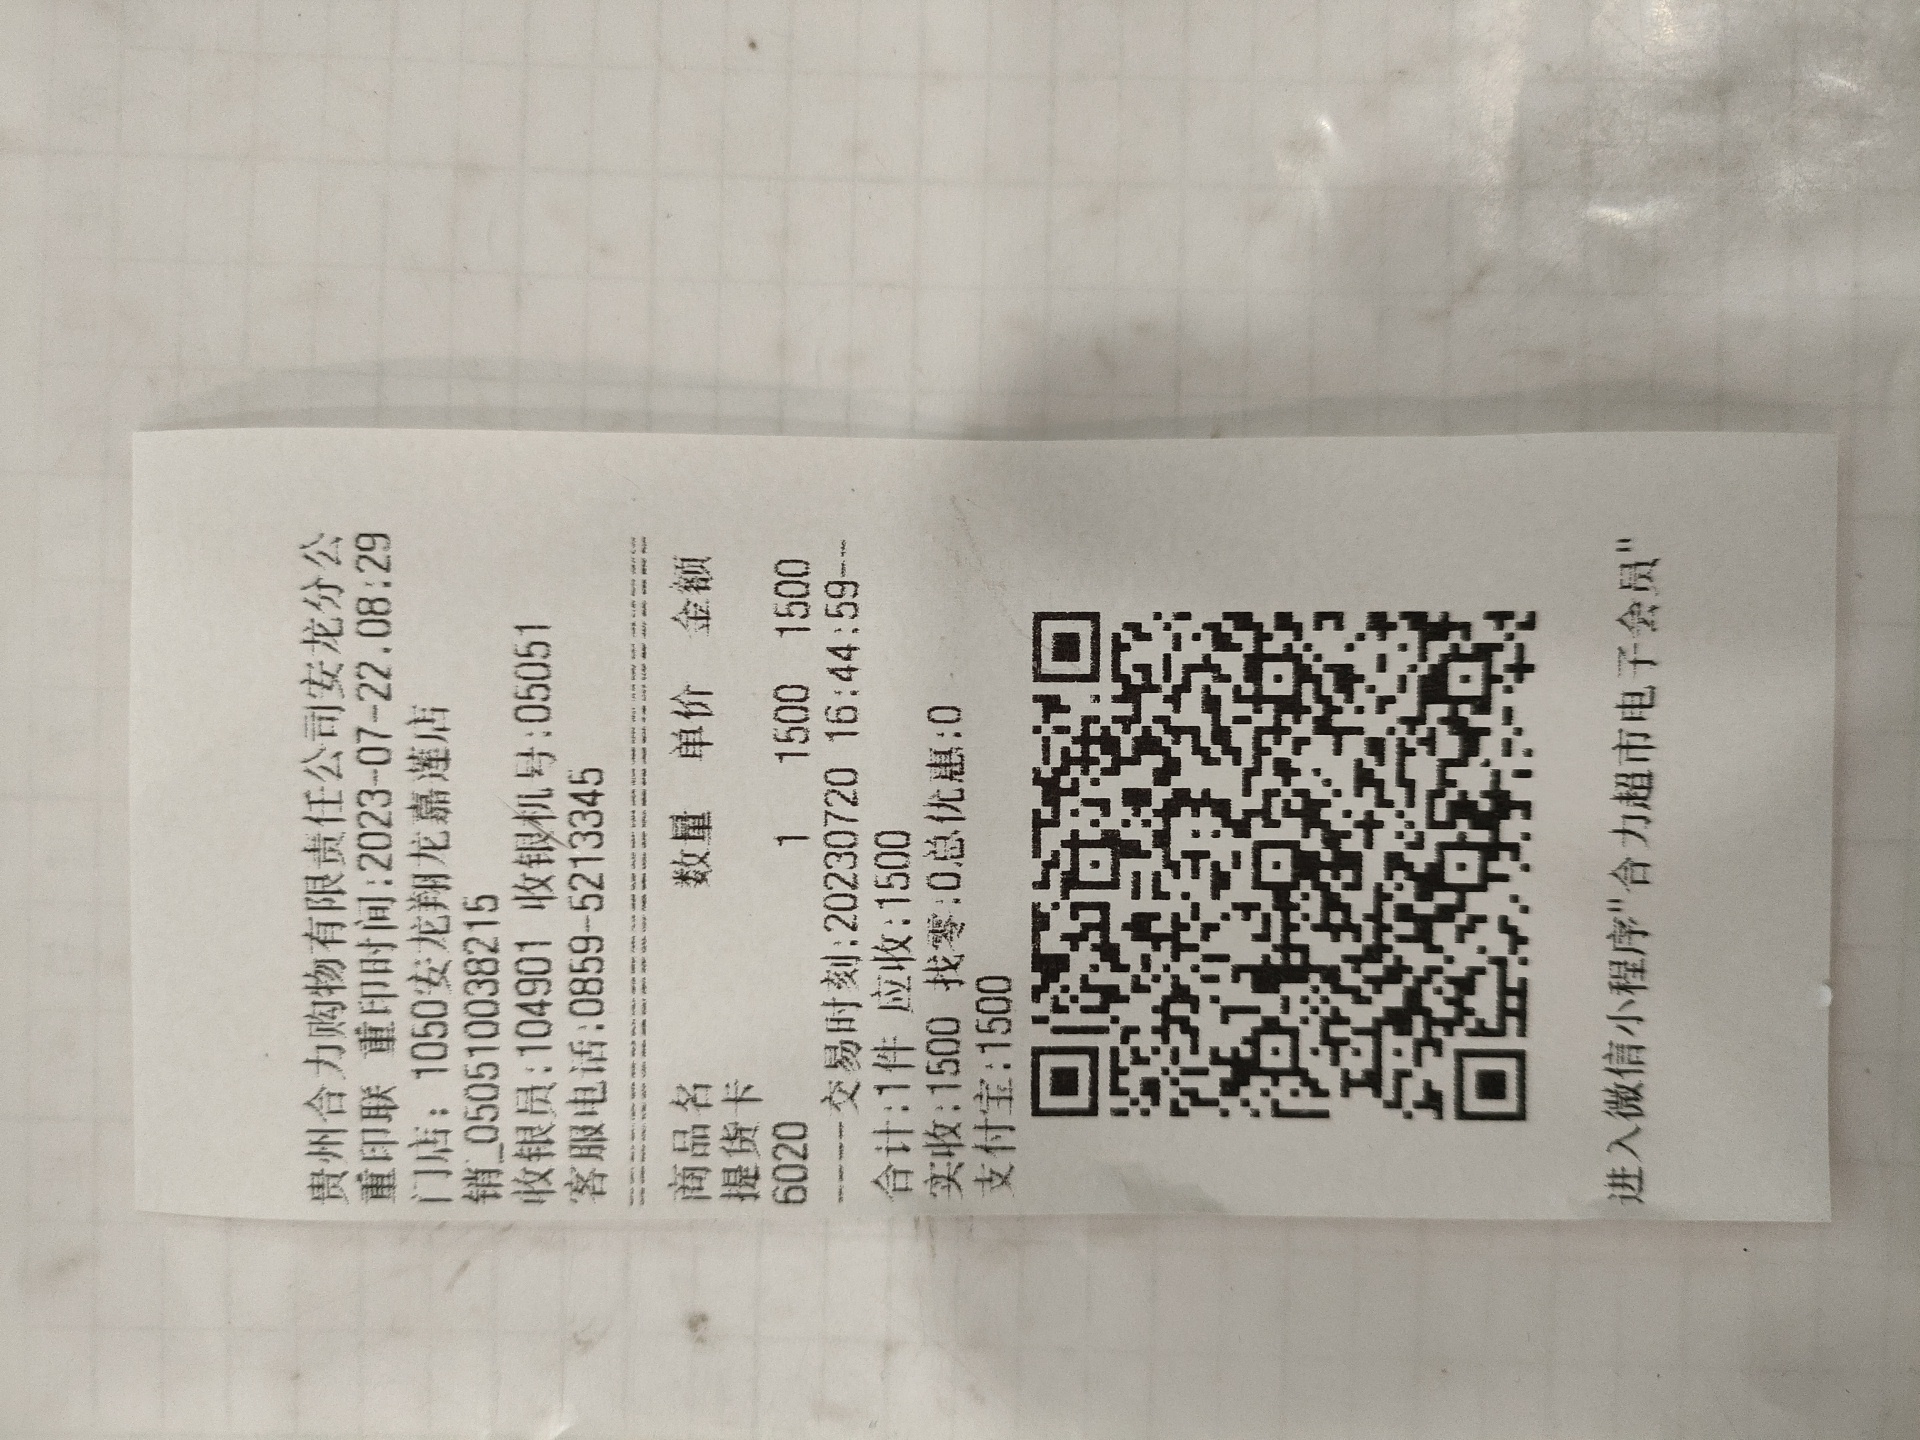 贵州合力购物有限责任公司安龙分公
重印联 重印时间:2023-07-22.08:29
门店: 1050安龙翔龙嘉莲店
销_050510038215
收银员:104901 收银机号:05051
客服电话:0859-5213345
商品名 数量 单价 金额
提货卡
6020 1 1500 1500
----交易时刻:20230720 16:44:59--
合计:1件 应收:1500
实收:1500 找零:0总优惠:0
支付宝:1500
进入微信小程序"合力超市电子会员"